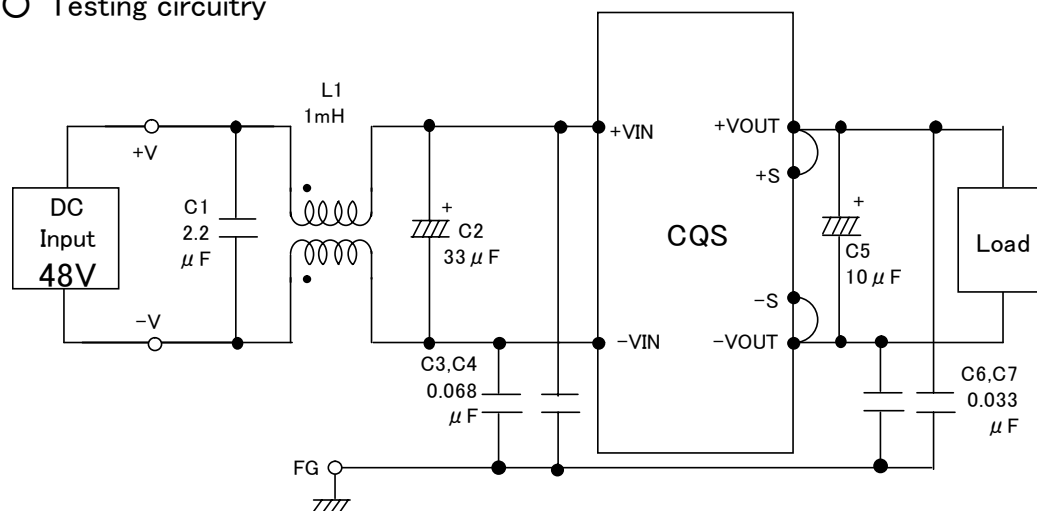 Testing circuitry
L1
1mH
+V
DC
Input
48V
C1
2.2
μF
-V
+
C2
33μF
+VIN
-VIN
CQS
+VOUT
+S
-S
-VOUT
+
C5
10μF
Load
C3,C4
0.068
μF
C6,C7
0.033
μF
FG